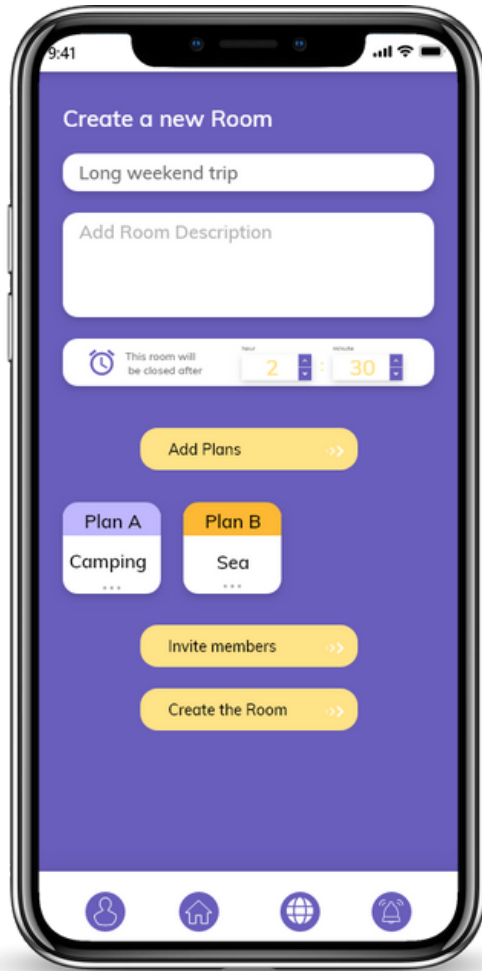 9:41
Create a new Room
Long weekend trip
Add Room Description
This room will
be closed after
hour
2
:
minute
30
Add Plans
Plan A
Camping
Plan B
Sea
Invite members
Create the Room